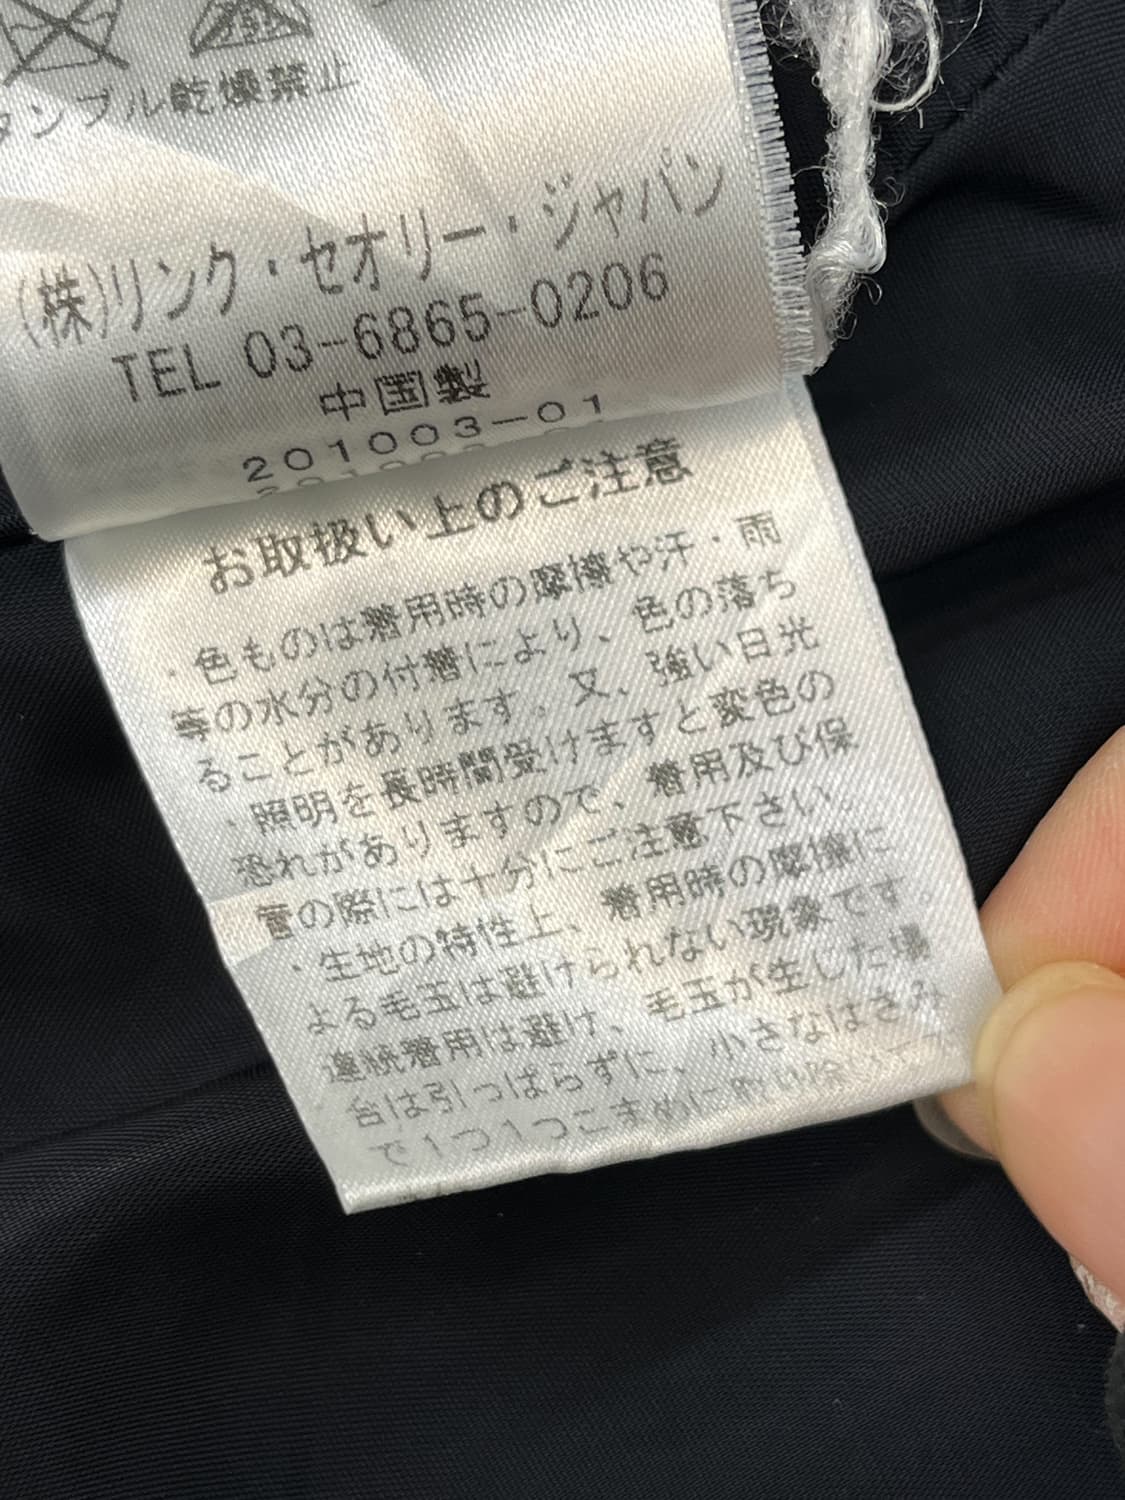 タンブル乾燥禁止
(株)リンク・セオリー・ジャパン
TEL 03-6865-0206
中国製
201003-01
お取扱い上のご注意
・色ものは着用時の摩擦や汗・雨
等の水分の付着により、色の落ち
ることがあります。又、強い日光
・照明を長時間受けますと変色の
恐れがありますので、着用及び保
管の際には十分にご注意下さい。
・生地の特性上、着用時の摩擦に
よる毛玉は避けられない現象です。
連続着用は避け、毛玉が生じた場
合は引っぱらずに、小さなはさみ
で1つ1つこまめに取り除いて